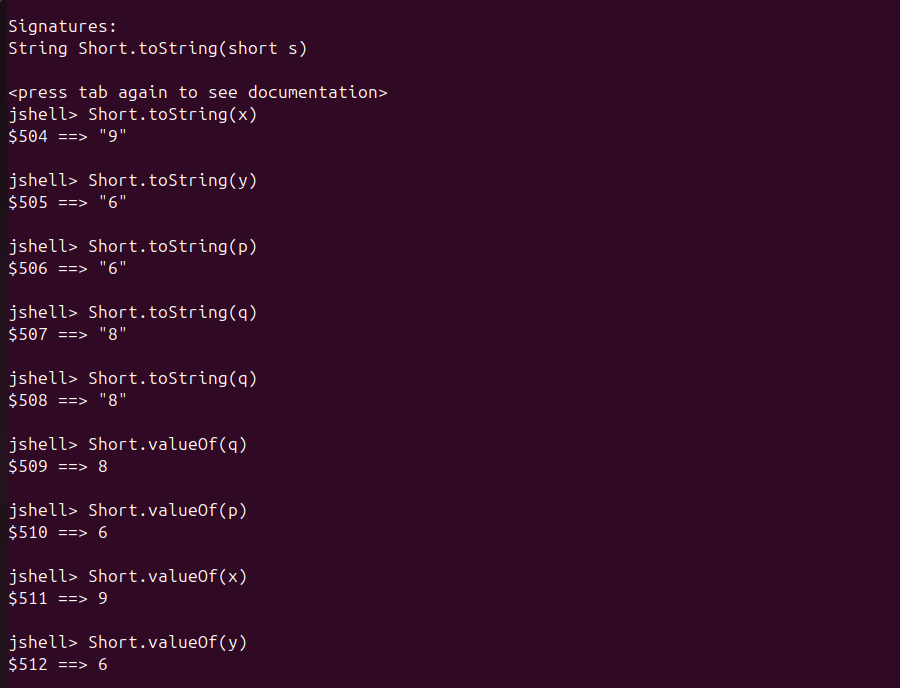 Signatures:
String Short.toString(short s)
<press tab again to see documentation>
jshell> Short.toString(x)
$504 ==> "9"
jshell> Short.toString(y)
$505 ==> "6"
jshell> Short.toString(p)
$506 ==> "6"
jshell> Short.toString(q)
$507 ==> "8"
jshell> Short.toString(q)
$508 ==> "8"
jshell> Short.valueOf(q)
$509 ==> 8
jshell> Short.valueOf(p)
$510 ==> 6
jshell> Short.valueOf(x)
$511 ==> 9
jshell> Short.valueOf(y)
$512 ==> 6